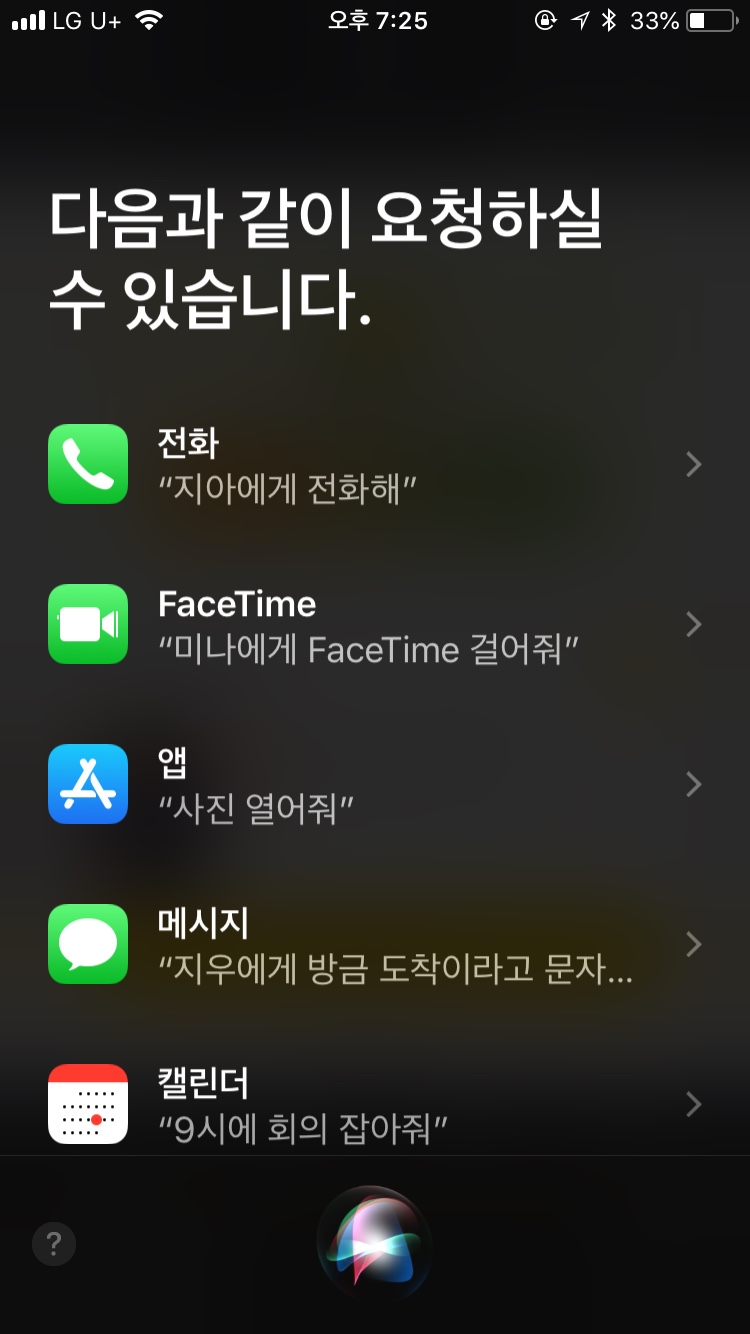 LG U+ 오후 7:25 33%
다음과 같이 요청하실
수 있습니다.
전화
“지아에게 전화해”
FaceTime
“미나에게 FaceTime 걸어줘”
앱
“사진 열어줘”
메시지
“지우에게 방금 도착이라고 문자...
캘린더
“9시에 회의 잡아줘”
?